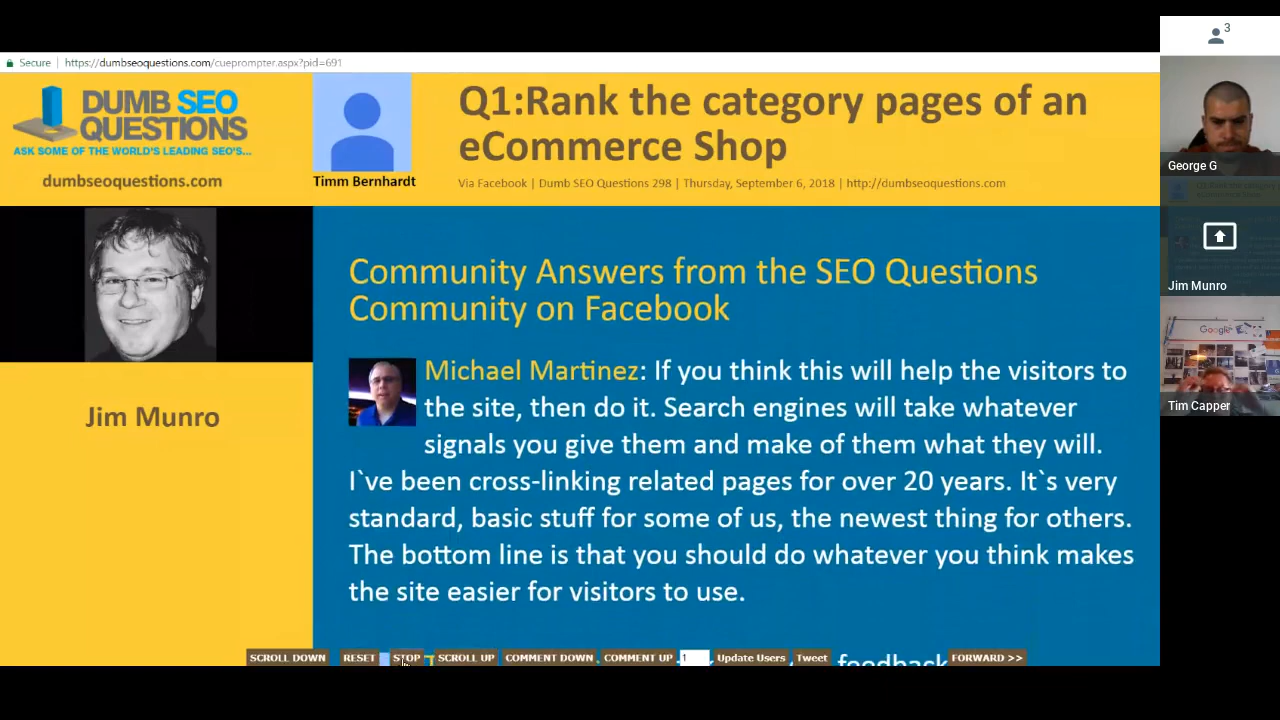 3
Secure | https://dumbseoquestions.com/cueprompter.aspx?pid=691
DUMB SEO
QUESTIONS
ASK SOME OF THE WORLD'S LEADING SEO'S...
dumbseoquestions.com
Timm Bernhardt
Q1:Rank the category pages of an
eCommerce Shop
Via Facebook | Dumb SEO Questions 298 | Thursday, September 6, 2018 | http://dumbseoquestions.com
George G
Jim Munro
Google
Tim Capper
Jim Munro
Community Answers from the SEO Questions
Community on Facebook
Michael Martinez: If you think this will help the visitors to
the site, then do it. Search engines will take whatever
signals you give them and make of them what they will.
I`ve been cross-linking related pages for over 20 years. It`s very
standard, basic stuff for some of us, the newest thing for others.
The bottom line is that you should do whatever you think makes
the site easier for visitors to use.
feedback
SCROLL DOWN RESET STOP SCROLL UP COMMENT DOWN COMMENT UP 1 Update Users Tweet FORWARD >>